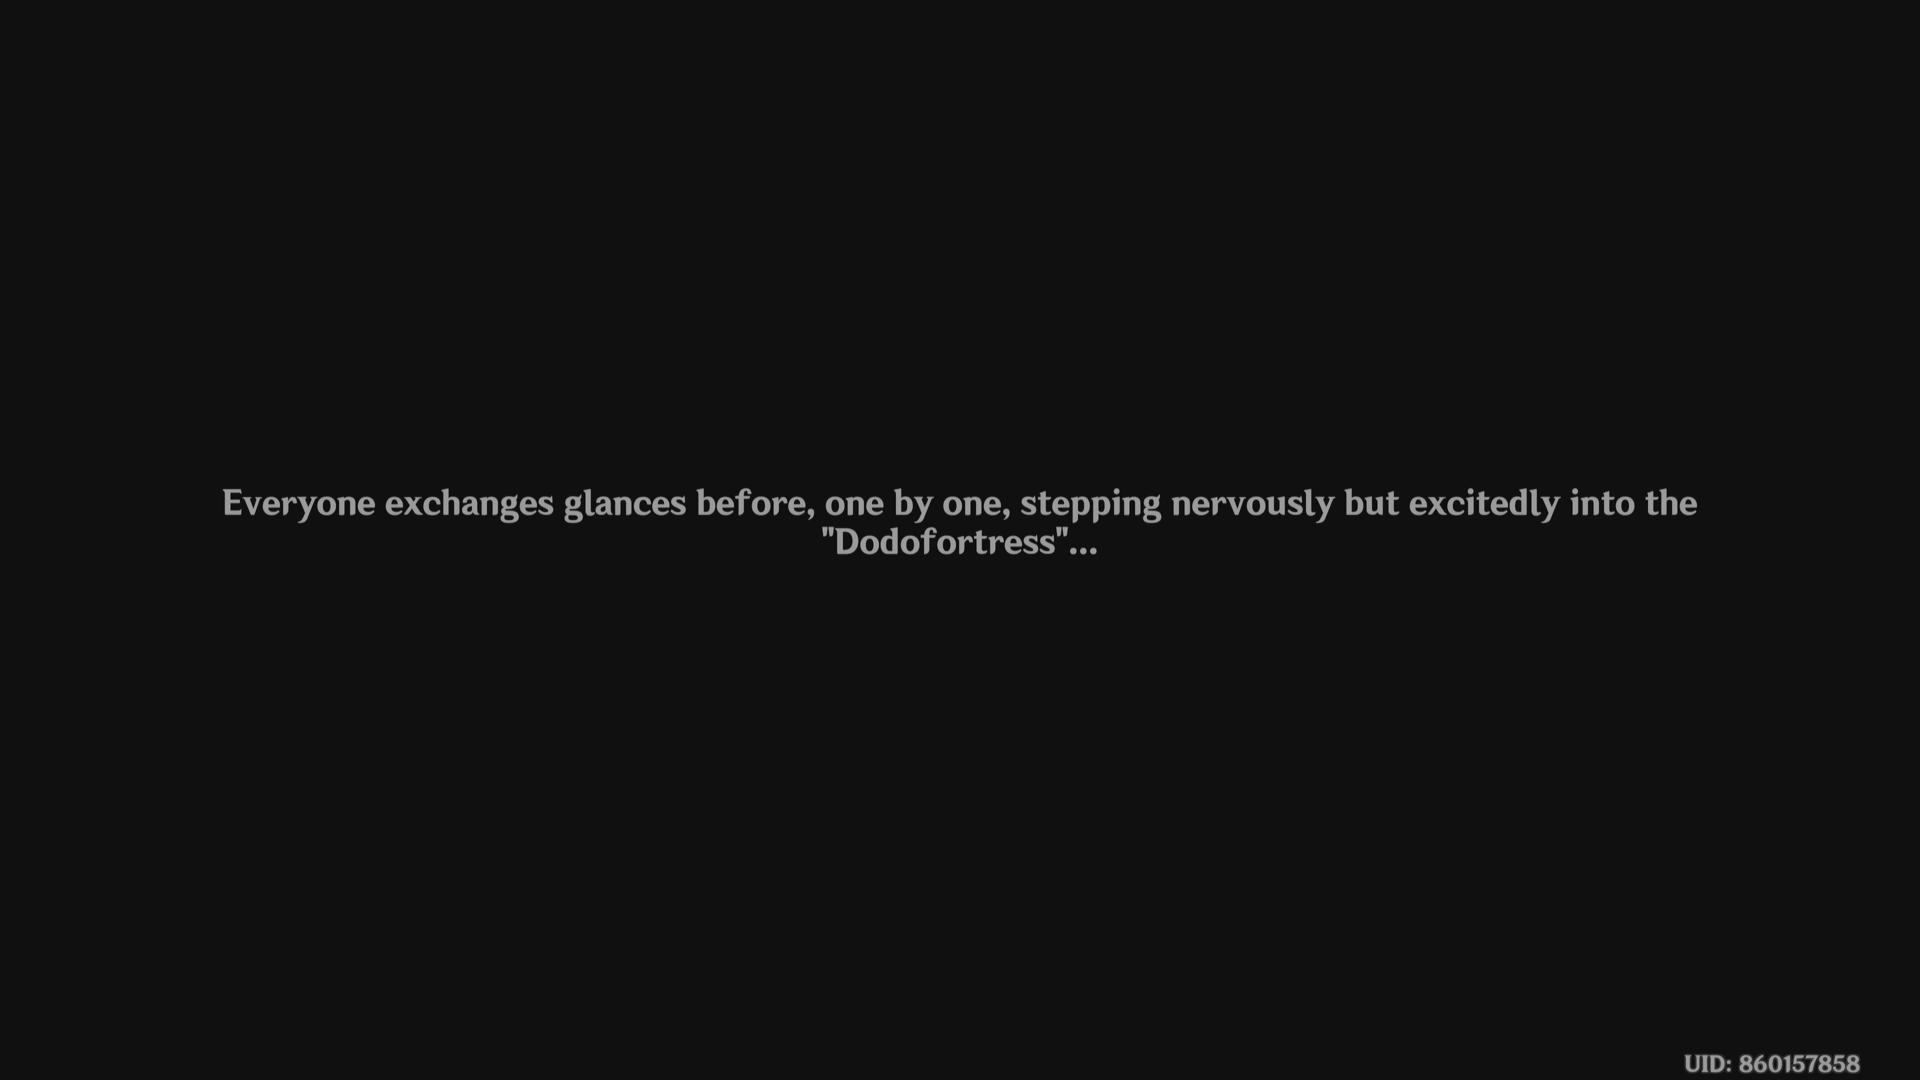 Everyone exchanges glances before, one by one, stepping nervously but excitedly into the
"Dodofortress"...
UID: 860157858